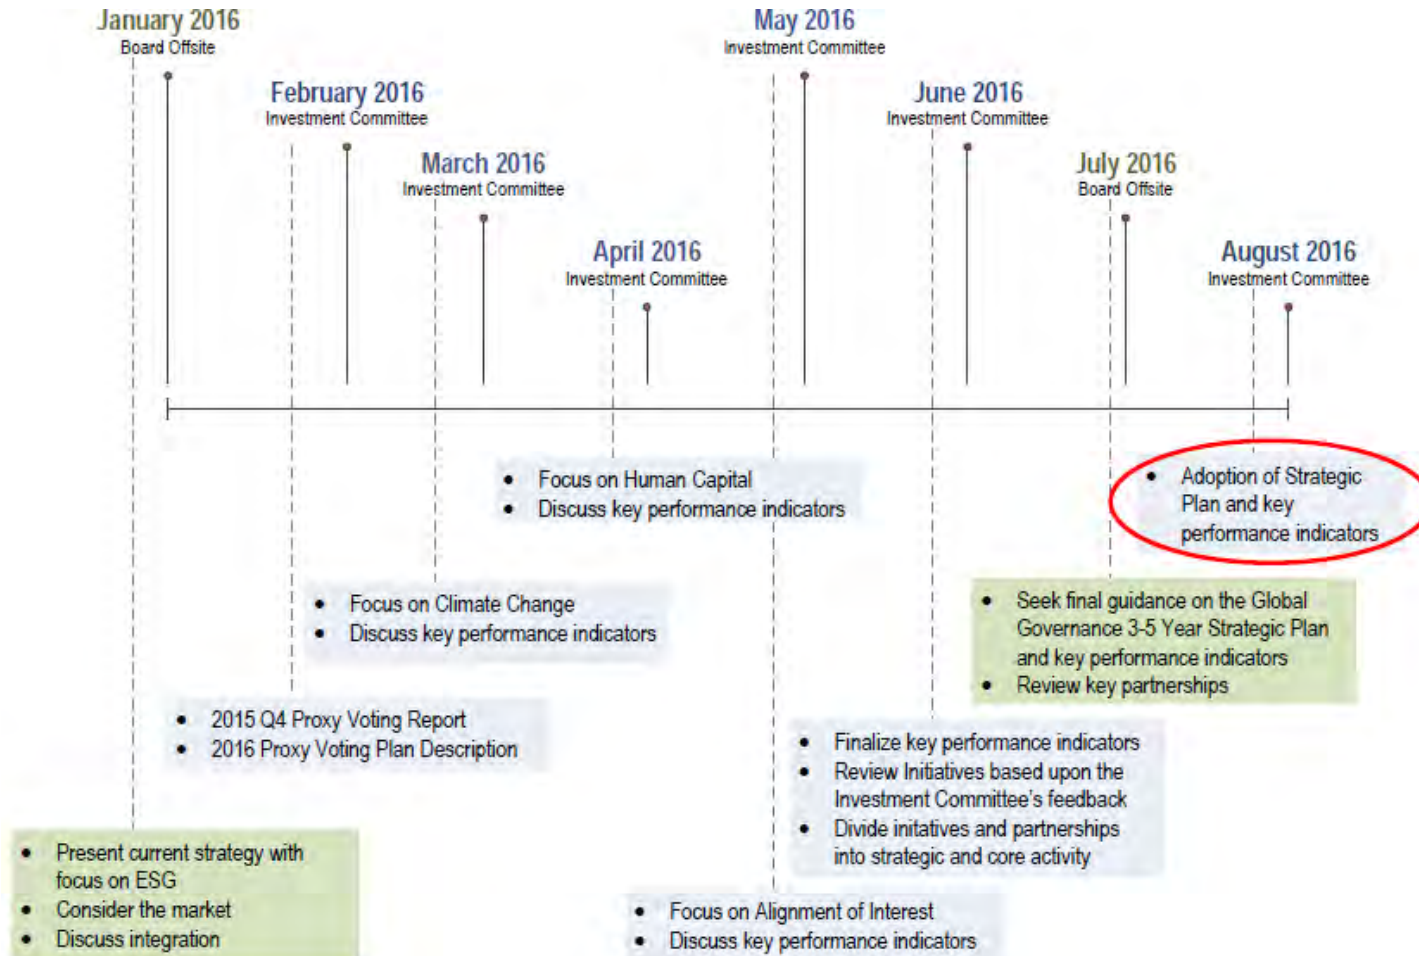 January 2016
Board Offsite
February 2016
Investment Committee
March 2016
Investment Committee
April 2016
Investment Committee
May 2016
Investment Committee
June 2016
Investment Committee
July 2016
Board Offsite
August 2016
Investment Committee
• Focus on Human Capital
• Discuss key performance indicators
• Adoption of Strategic
Plan and key
performance indicators
• Focus on Climate Change
• Discuss key performance indicators
• Seek final guidance on the Global
Governance 3-5 Year Strategic Plan
and key performance indicators
• Review key partnerships
• 2015 Q4 Proxy Voting Report
• 2016 Proxy Voting Plan Description
• Finalize key performance indicators
• Review Initiatives based upon the
Investment Committee's feedback
• Divide initatives and partnerships
into strategic and core activity
• Present current strategy with
focus on ESG
• Consider the market
• Discuss integration
• Focus on Alignment of Interest
• Discuss key performance indicators